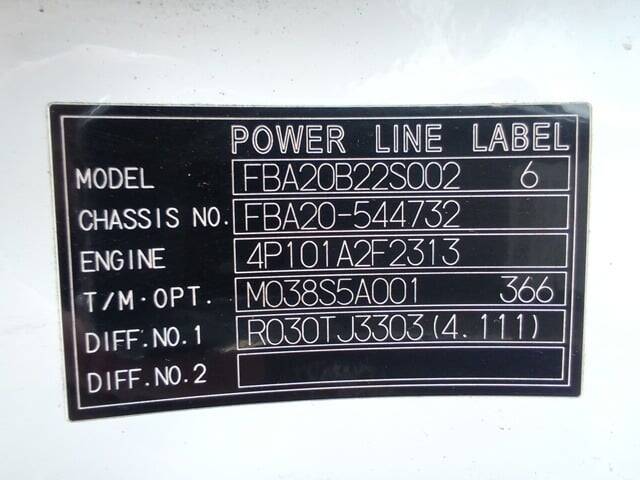 POWER LINE LABEL
MODEL FBA20B22S002 6
CHASSIS NO. FBA20-544732
ENGINE 4P101A2F2313
T/M·OPT. M038S5A001 366
DIFF.NO.1 R030TJ3303(4.111)
DIFF.NO.2